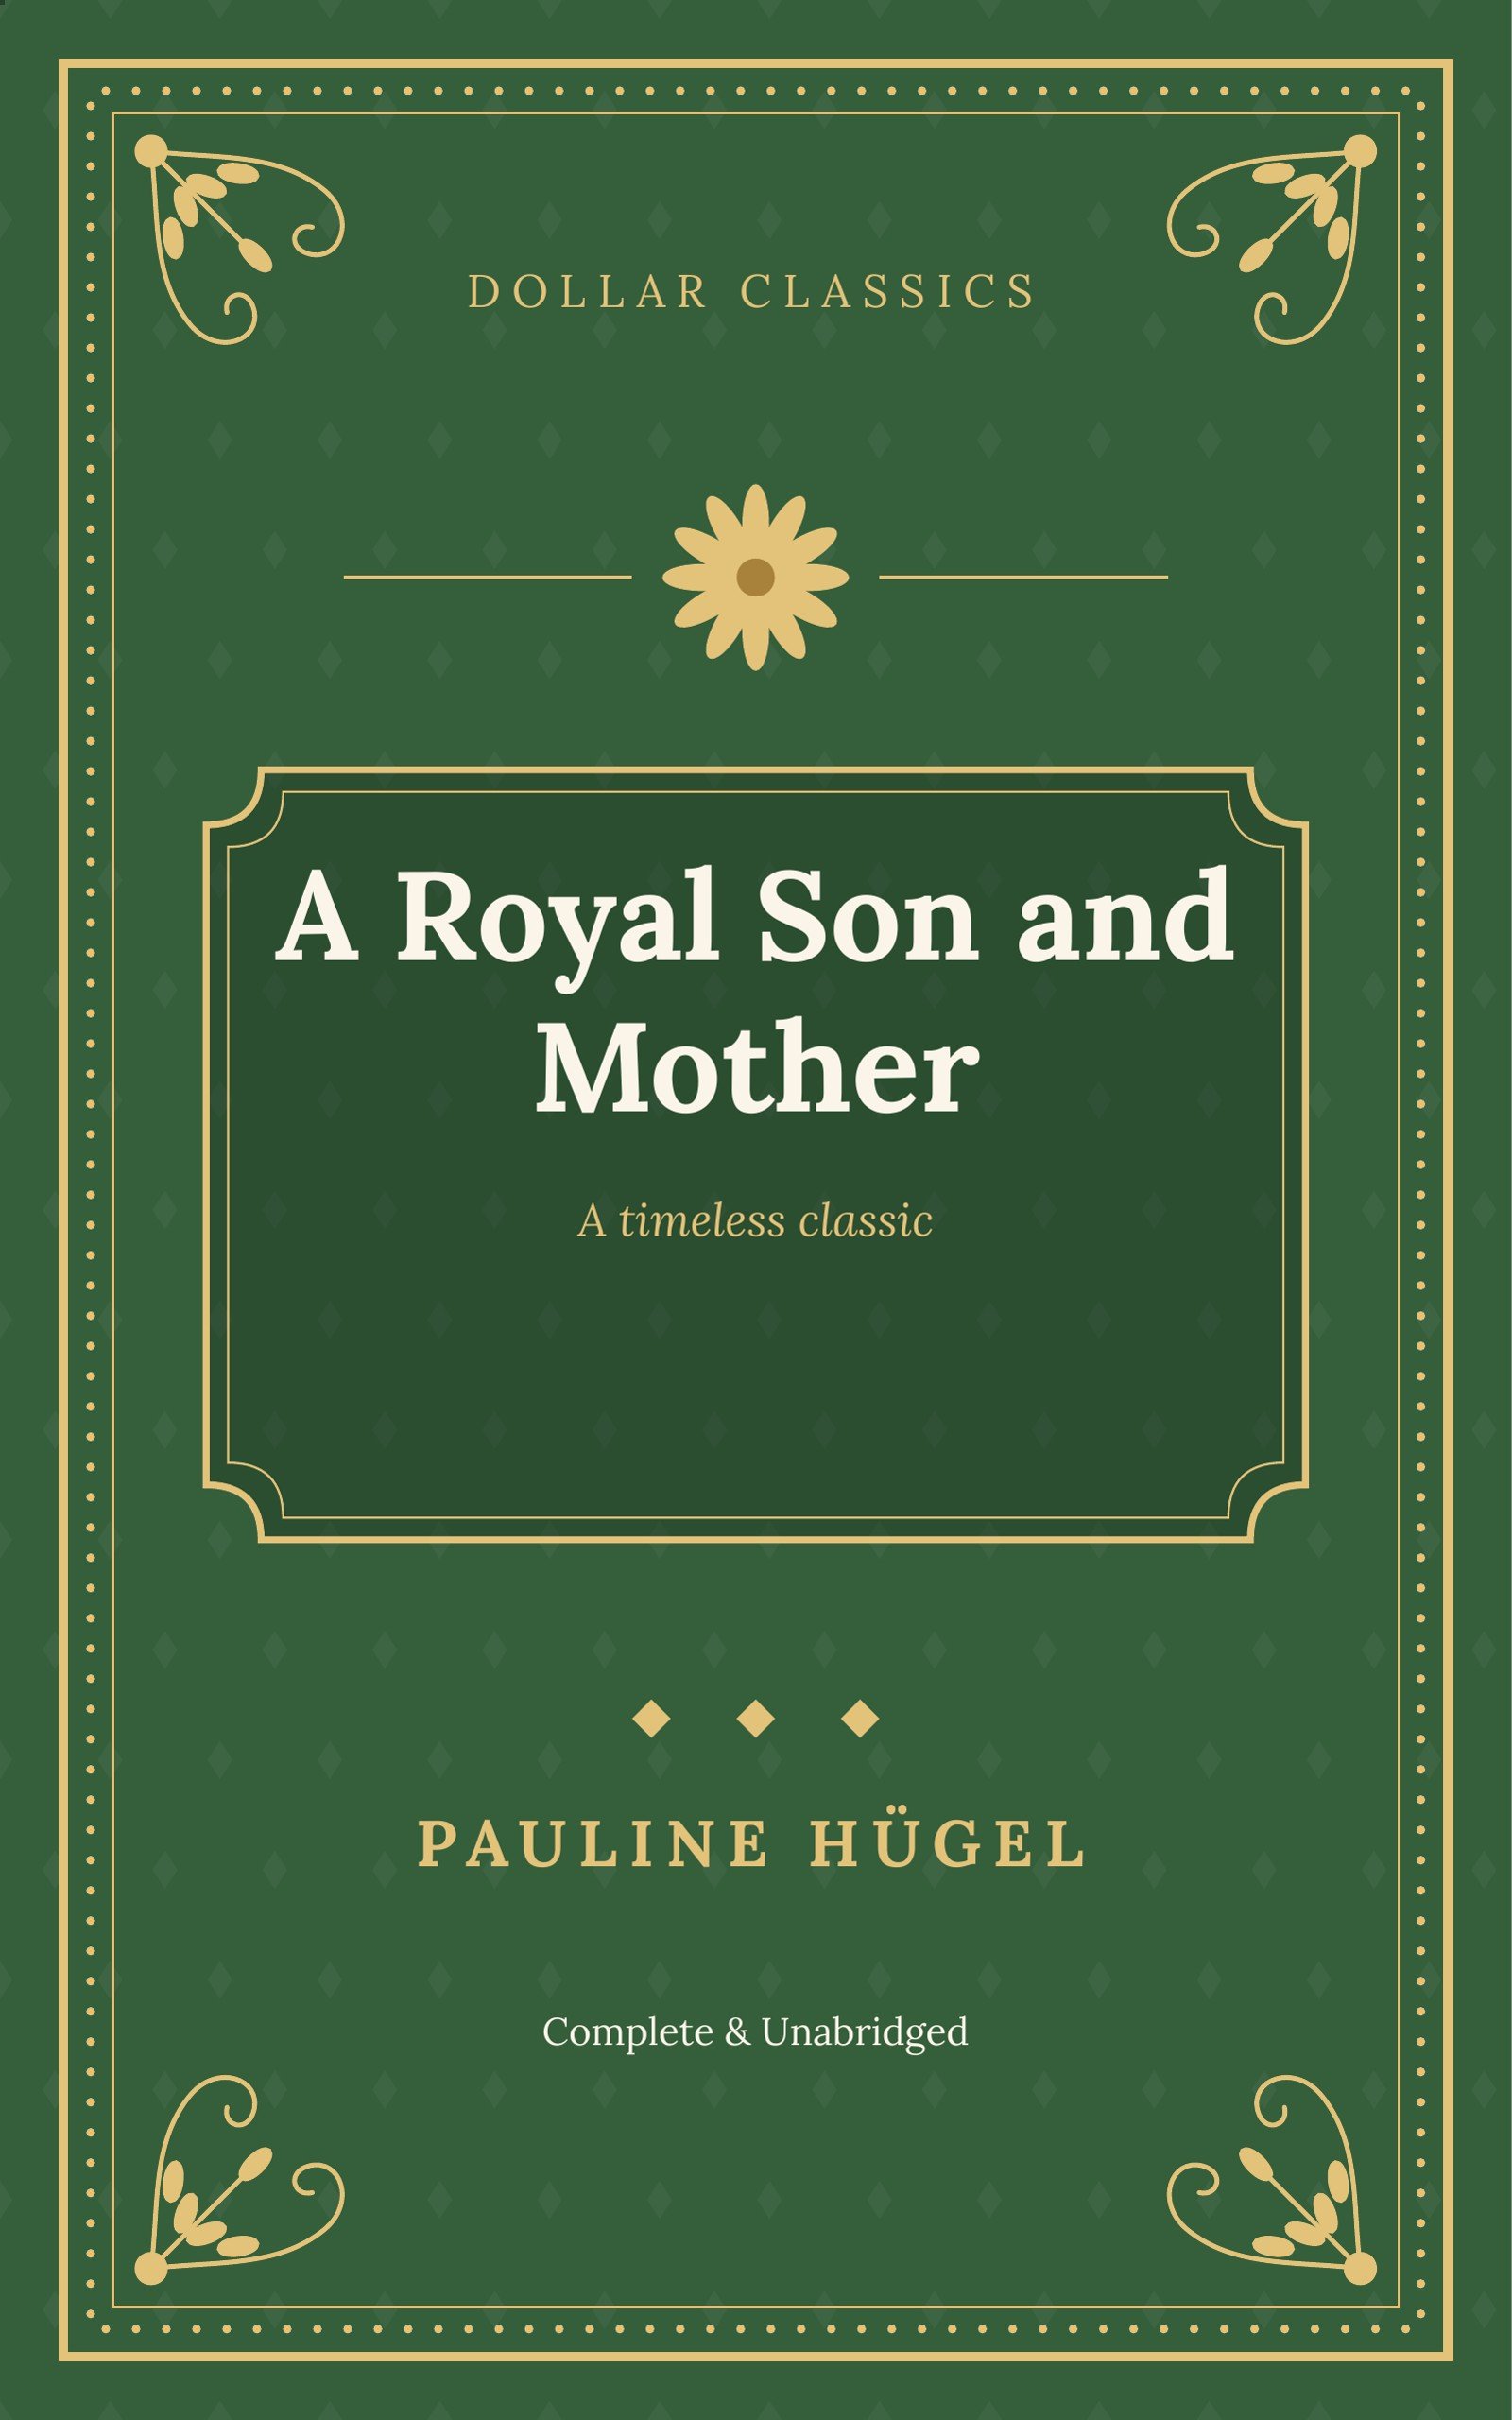 DOLLAR CLASSICS
A Royal Son and
Mother
A timeless classic
PAULINE HÜGEL
Complete & Unabridged